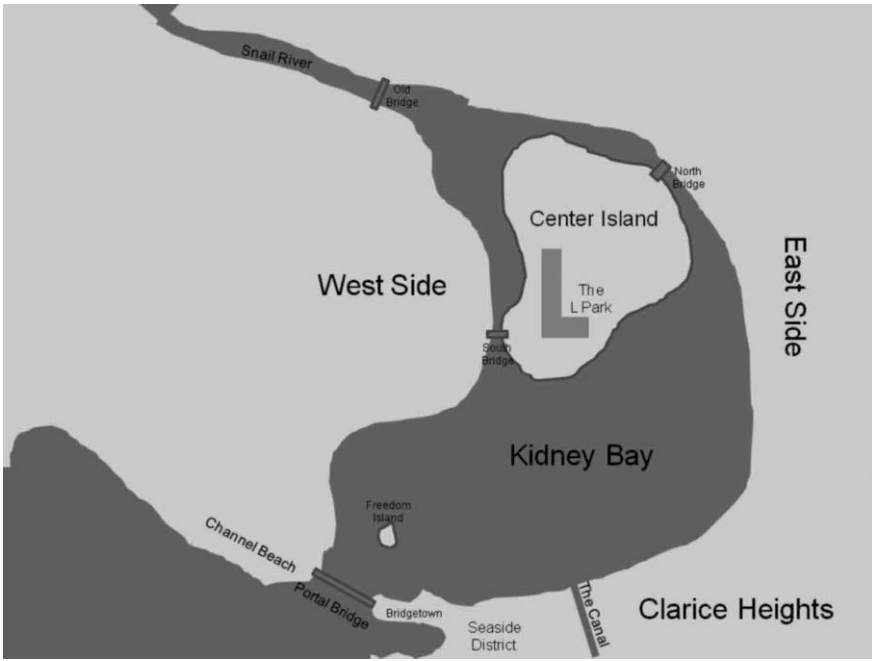 Snail River
Old
Bridge
North
Bridge
Center Island
East Side
West Side
The
L Park
South
Bridge
Kidney Bay
Freedom
Island
Channel Beach
Portal Bridge
Bridgetown
The Canal
Clarice Heights
Seaside
District